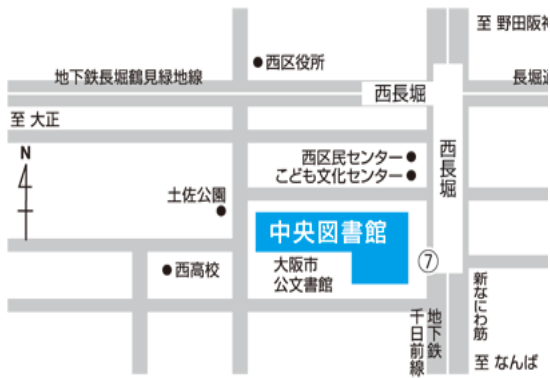 至 野田阪神
西区役所
地下鉄長堀鶴見緑地線
西長堀
長堀通
至 大正
N
西区民センター
こども文化センター
西長堀
土佐公園
中央図書館
大阪市
公文書館
⑦
西高校
新なにわ筋
地下鉄
千日前線
至 なんば